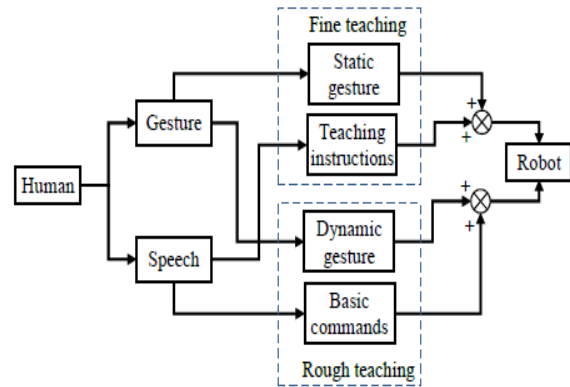 Fine teaching
Static
gesture
+
Gesture
Teaching
instructions
+
Human
Robot
+
Speech
Dynamic
gesture
+
Basic
commands
Rough teaching